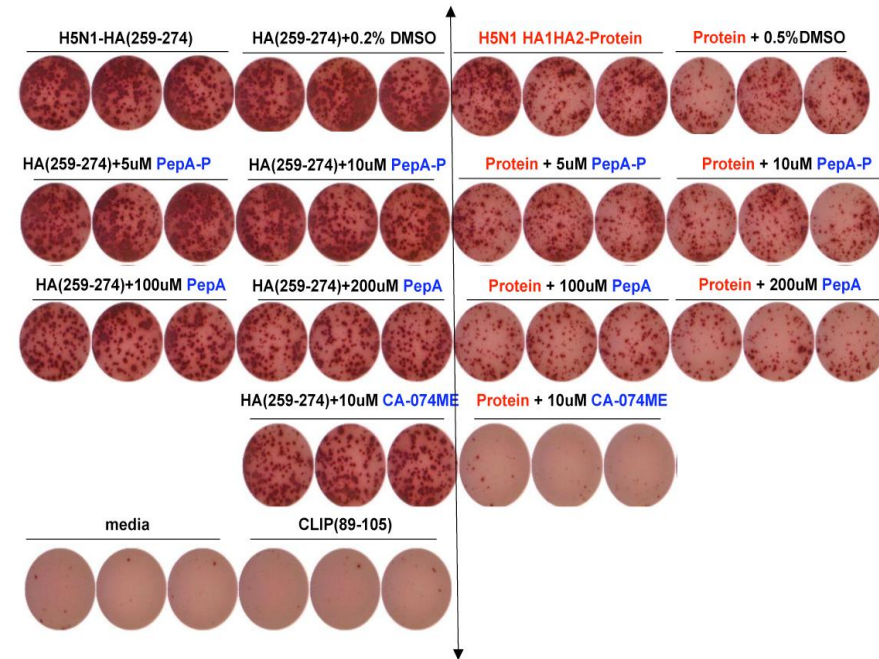 H5N1-HA(259-274)
HA(259-274)+0.2% DMSO
H5N1 HA1HA2-Protein
Protein + 0.5%DMSO
HA(259-274)+5uM PepA-P
HA(259-274)+10uM PepA-P
Protein + 5uM PepA-P
Protein + 10uM PepA-P
HA(259-274)+100uM PepA
HA(259-274)+200uM PepA
Protein + 100uM PepA
Protein + 200uM PepA
HA(259-274)+10uM CA-074ME
Protein + 10uM CA-074ME
media
CLIP(89-105)